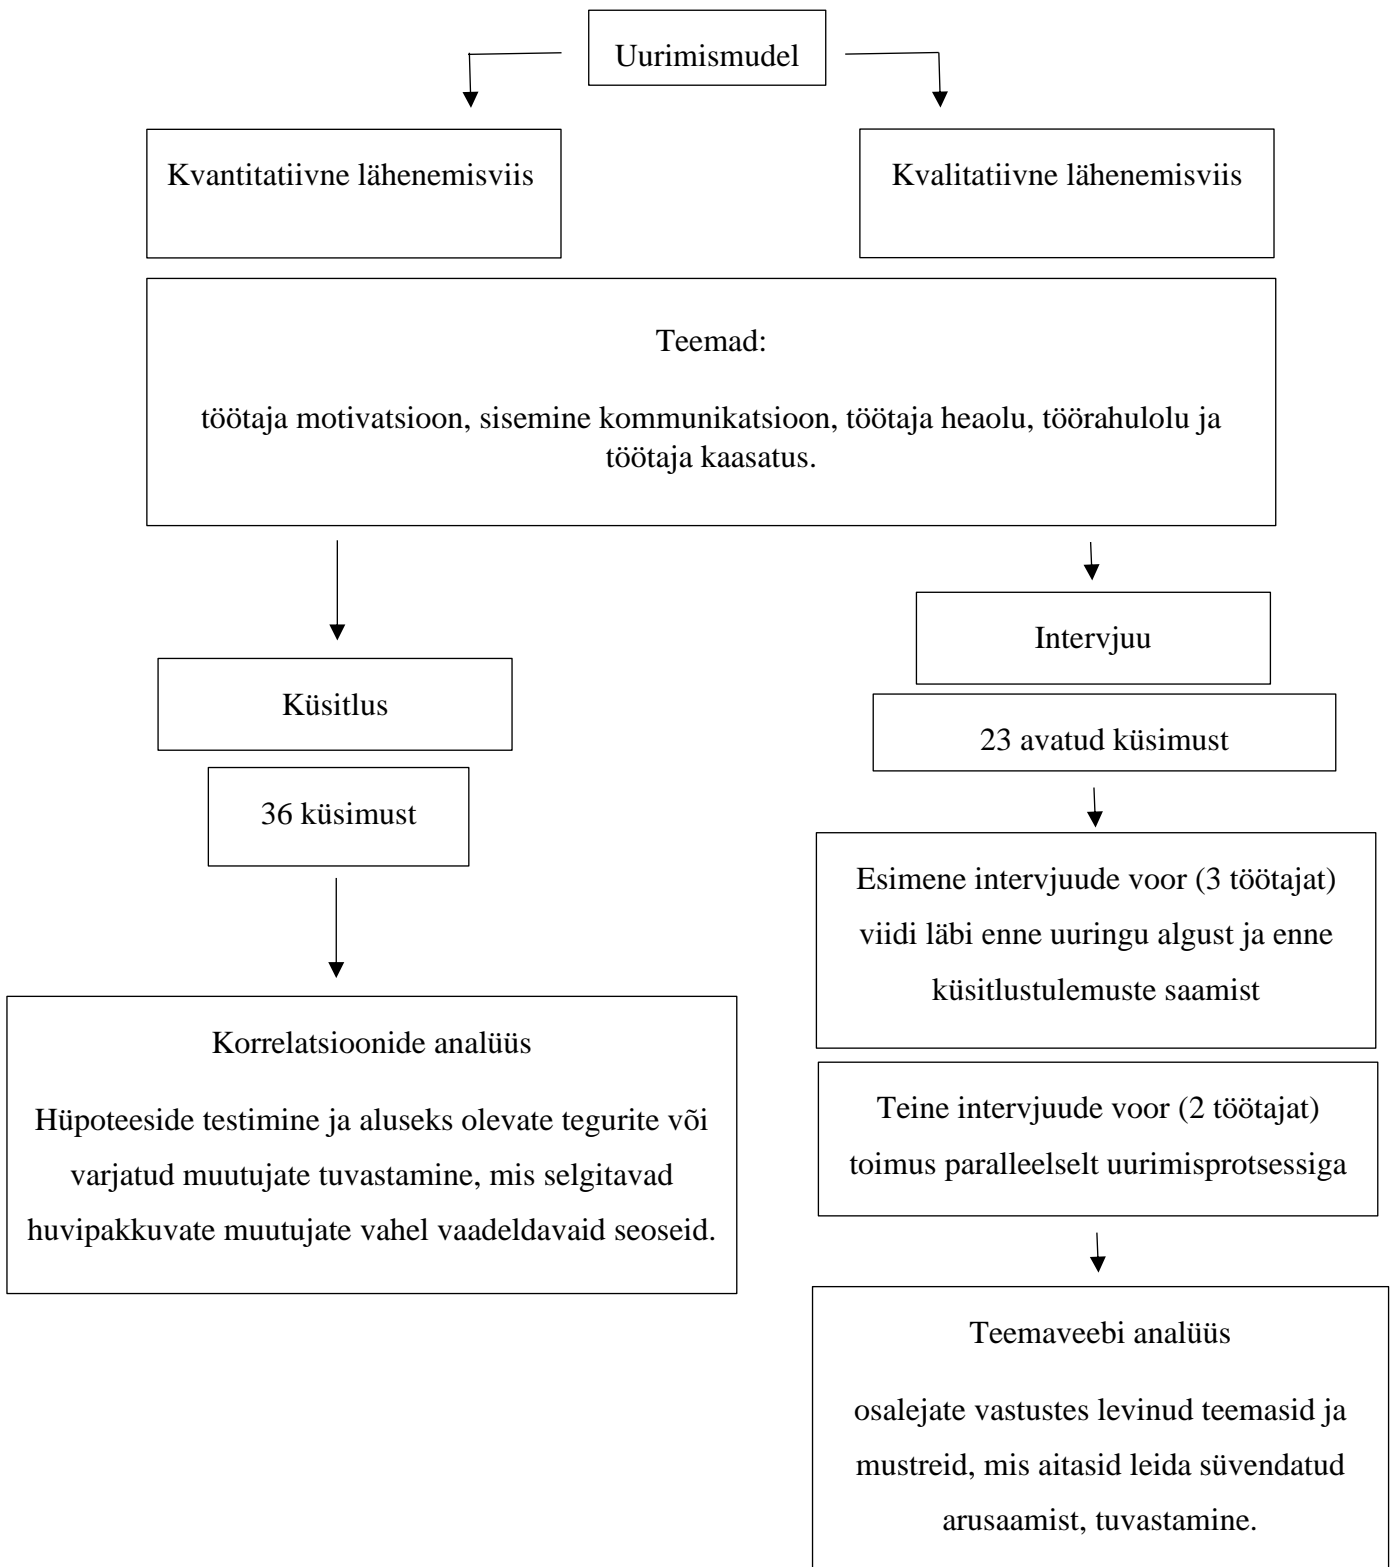 Uurimismudel
Kvantitatiivne lähenemisviis
Kvalitatiivne lähenemisviis
Teemad:
töötaja motivatsioon, sisemine kommunikatsioon, töötaja heaolu, töörahulolu ja
töötaja kaasatus.
Küsitlus
36 küsimust
Korrelatsioonide analüüs
Hüpoteeside testimine ja aluseks olevate tegurite või
varjatud muutujate tuvastamine, mis selgitavad
huvipakkuvate muutujate vahel vaadeldavaid seoseid.
Intervjuu
23 avatud küsimust
Esimene intervjuude voor (3 töötajat)
viidi läbi enne uuringu algust ja enne
küsitlustulemuste saamist
Teine intervjuude voor (2 töötajat)
toimus paralleelselt uurimisprotsessiga
Teemaveebi analüüs
osalejate vastustes levinud teemasid ja
mustreid, mis aitasid leida süvendatud
arusaamist, tuvastamine.